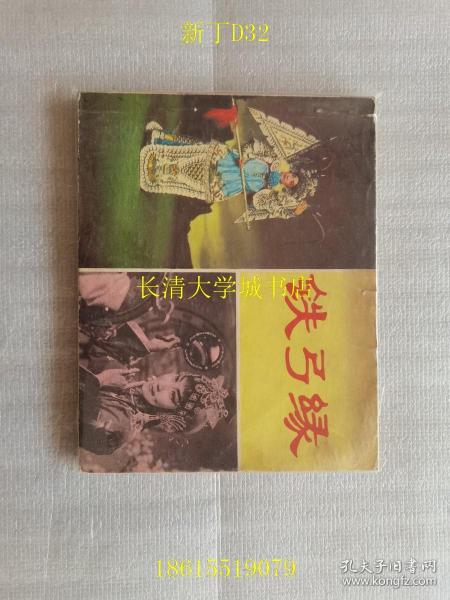 新丁D32
长清大学城书店
铁弓缘
18615519079
孔夫子旧书网
www.kongfz.com